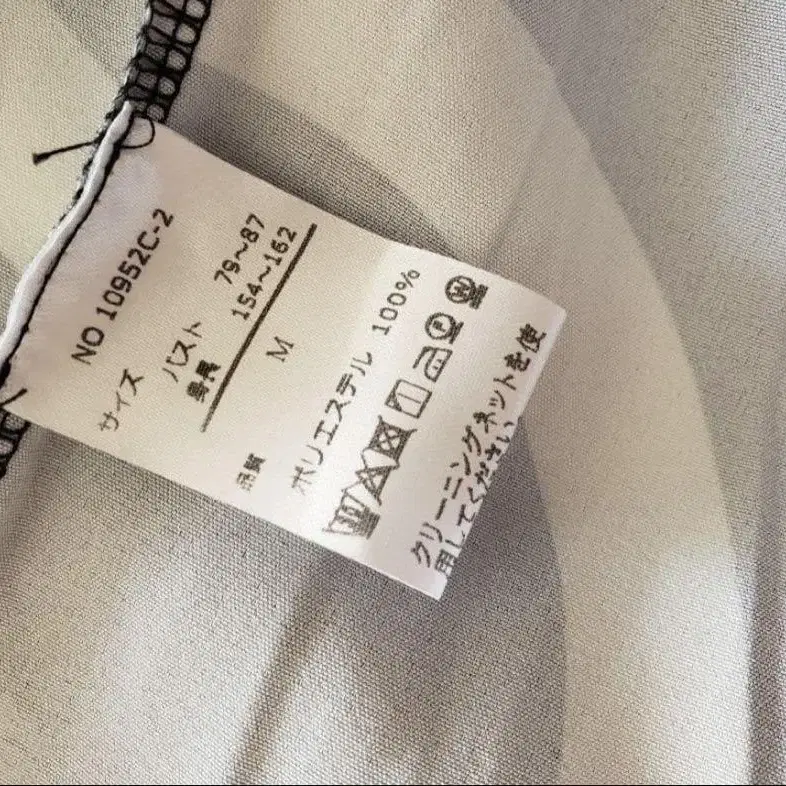 NO 10952C-2
サイズ
バスト 79~87
身長 154~162
M
品質
ポリエステル 100%
クリーニングネットを使
用してください